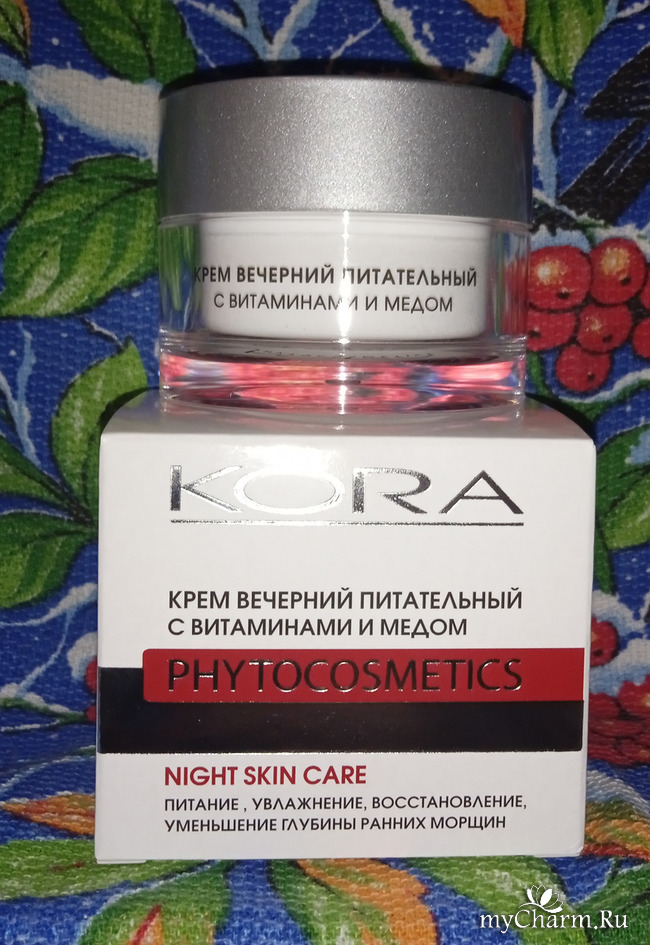 КРЕМ ВЕЧЕРНИЙ ПИТАТЕЛЬНЫЙ
С ВИТАМИНАМИ И МЕДОМ
KORA
КРЕМ ВЕЧЕРНИЙ ПИТАТЕЛЬНЫЙ
С ВИТАМИНАМИ И МЕДОМ
PHYTOCOSMETICS
NIGHT SKIN CARE
ПИТАНИЕ , УВЛАЖНЕНИЕ, ВОССТАНОВЛЕНИЕ,
УМЕНЬШЕНИЕ ГЛУБИНЫ РАННИХ МОРЩИН
myCharm.Ru